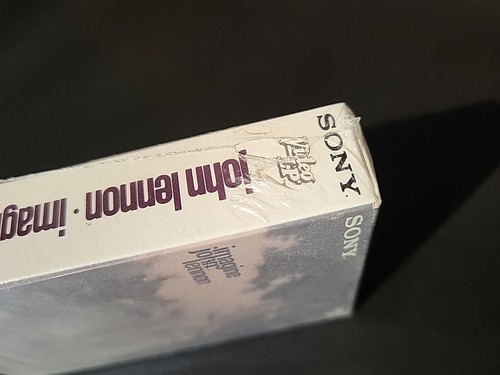 SONY
Video
LP
john lennon · imag
SONY
imagine
john
lennon